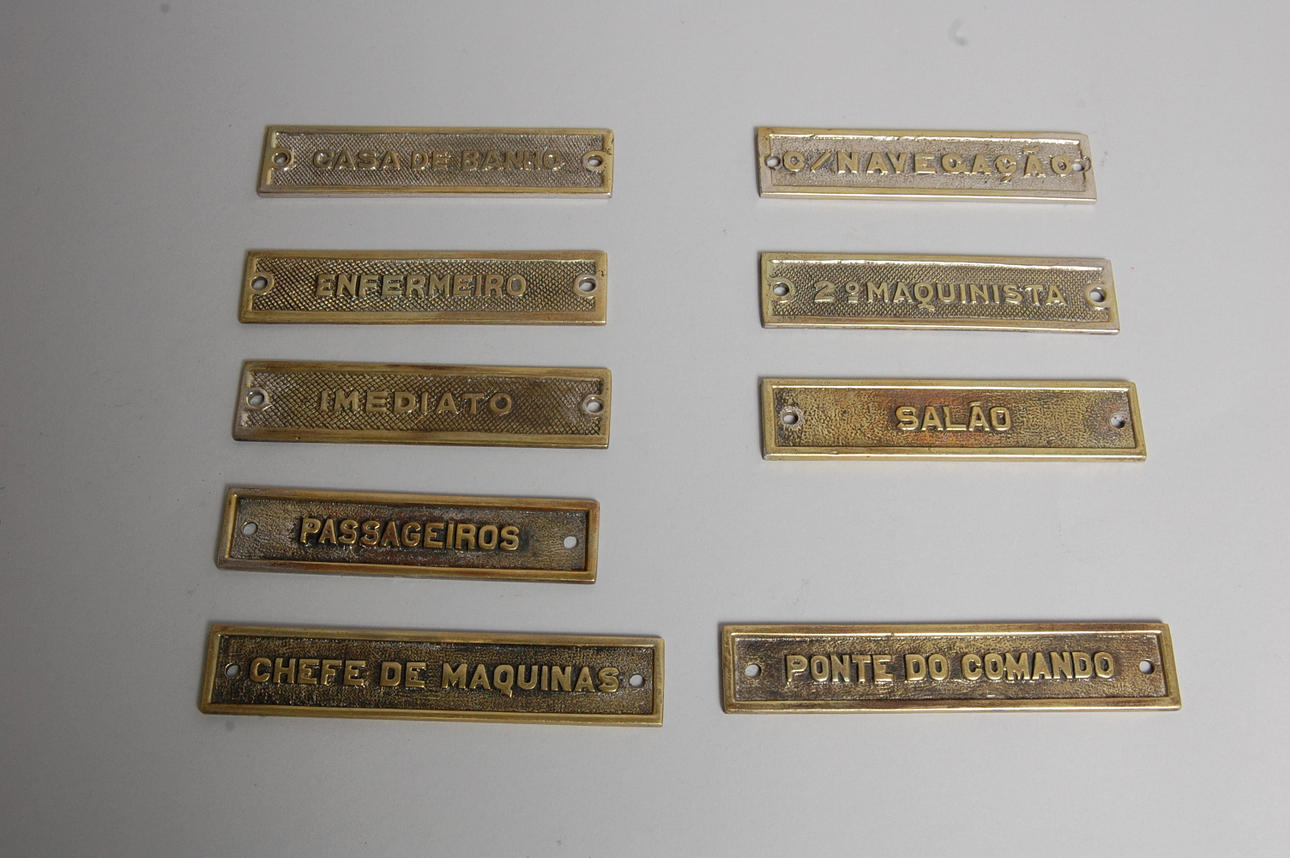 CASA DE BANHO
C/NAVEGAÇÃO
ENFERMEIRO
2º MAQUINISTA
IMEDIATO
SALÃO
PASSAGEIROS
CHEFE DE MAQUINAS
PONTE DO COMANDO